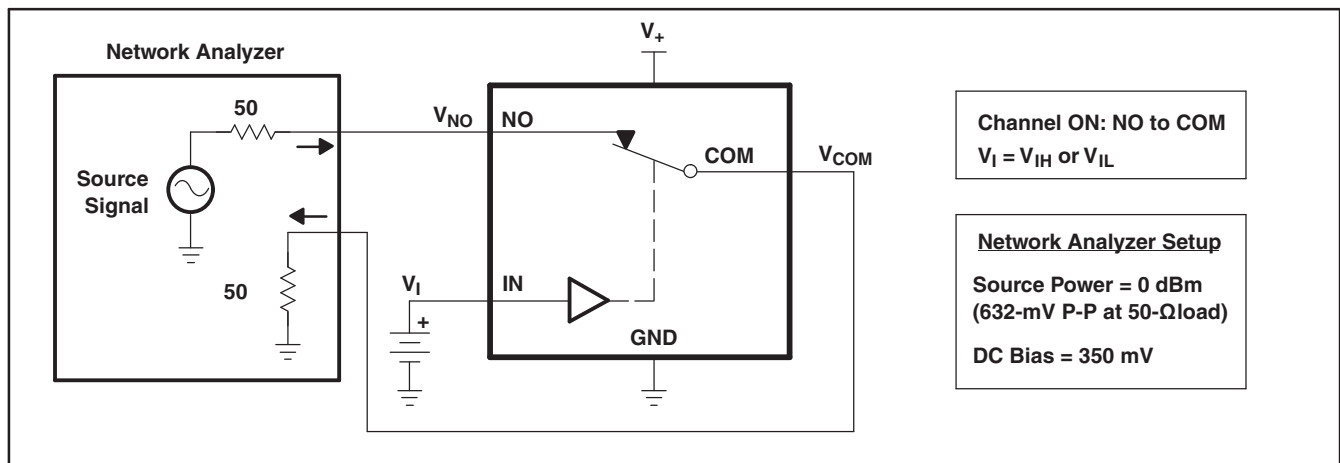 Network Analyzer
V+
50
VNO
NO
COM
VCOM
Source
Signal
50
VI
IN
+
GND
Channel ON: NO to COM
VI = VIH or VIL
Network Analyzer Setup
Source Power = 0 dBm
(632-mV P-P at 50-Ωload)
DC Bias = 350 mV